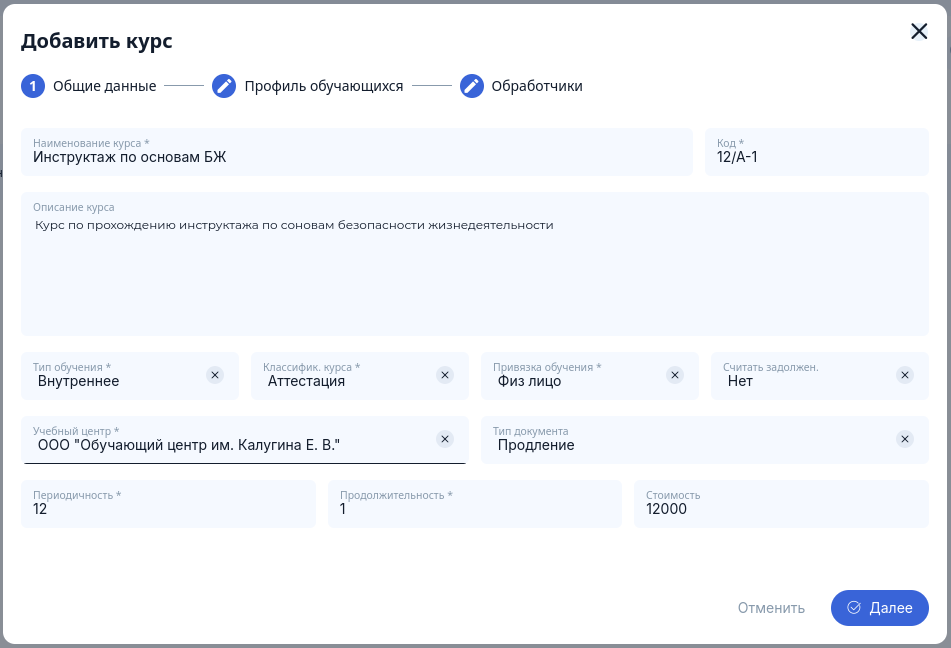 Добавить курс
1 Общие данные Профиль обучающихся Обработчики
Наименование курса * Код *
Инструктаж по основам БЖ 12/А-1
Описание курса
Курс по прохождению инструктажа по соновам безопасности жизнедеятельности
Тип обучения * Классифик. курса * Привязка обучения * Считать задолжен.
Внутреннее Аттестация Физ лицо Нет
Учебный центр * Тип документа
ООО "Обучающий центр им. Калугина Е. В." Продление
Периодичность * Продолжительность * Стоимость
12 1 12000
Отменить Далее